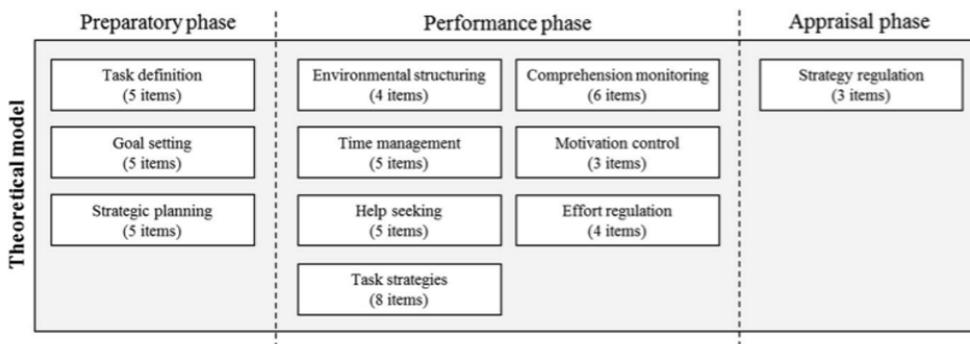 Preparatory phase
Performance phase
Appraisal phase
Theoretical model
Task definition
(5 items)
Goal setting
(5 items)
Strategic planning
(5 items)
Environmental structuring
(4 items)
Time management
(5 items)
Help seeking
(5 items)
Task strategies
(8 items)
Comprehension monitoring
(6 items)
Motivation control
(3 items)
Effort regulation
(4 items)
Strategy regulation
(3 items)